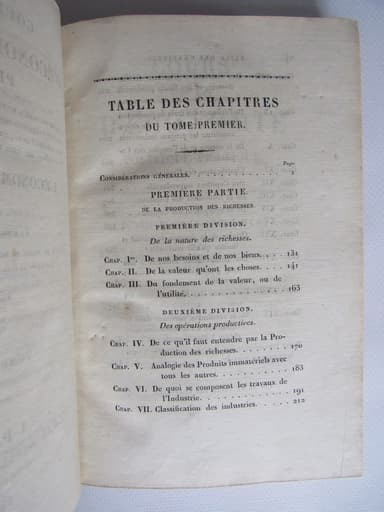 TABLE DES CHAPITRES
DU TOME PREMIER.
Page
CONSIDÉRATIONS GÉNÉRALES. . . . . . . . . . . . 1
PREMIÈRE PARTIE.
DE LA PRODUCTION DES RICHESSES.
PREMIÈRE DIVISION.
De la nature des richesses.
CHAP. Ier. De nos besoins et de nos biens. . . . . 131
CHAP. II. De la valeur qu'ont les choses. . . . . 141
CHAP. III. Du fondement de la valeur, ou de
l'utilité. . . . . . . . . . . . . 163
DEUXIÈME DIVISION.
Des opérations productives.
CHAP. IV. De ce qu'il faut entendre par la Pro
duction des richesses. . . . . . . . . 170
CHAP. V. Analogie des Produits immatériels avec
tous les autres. . . . . . . . . . 183
CHAP. VI. De quoi se composent les travaux de
l'Industrie. . . . . . . . . . . . 191
CHAP. VII. Classification des industries. . . . . . 212